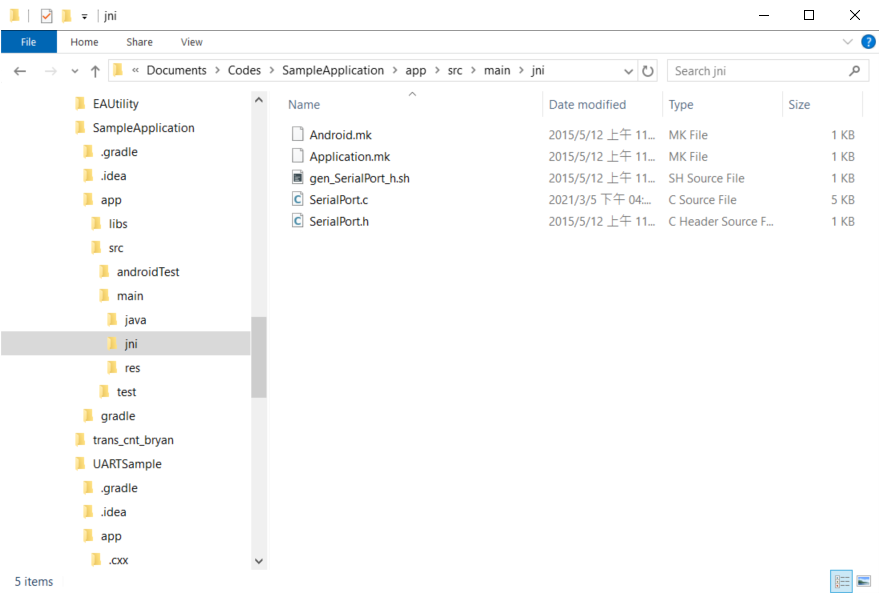 jni
File Home Share View
« Documents > Codes > SampleApplication > app > src > main > jni
Search jni
EAUtility
SampleApplication
.gradle
.idea
app
libs
src
androidTest
main
java
jni
res
test
gradle
trans_cnt_bryan
UARTSample
.gradle
.idea
app
.cxx
Name Date modified Type Size
Android.mk 2015/5/12 上午 11... MK File 1 KB
Application.mk 2015/5/12 上午 11... MK File 1 KB
gen_SerialPort_h.sh 2015/5/12 上午 11... SH Source File 1 KB
SerialPort.c 2021/3/5 下午 04:... C Source File 5 KB
SerialPort.h 2015/5/12 上午 11... C Header Source F... 1 KB
5 items